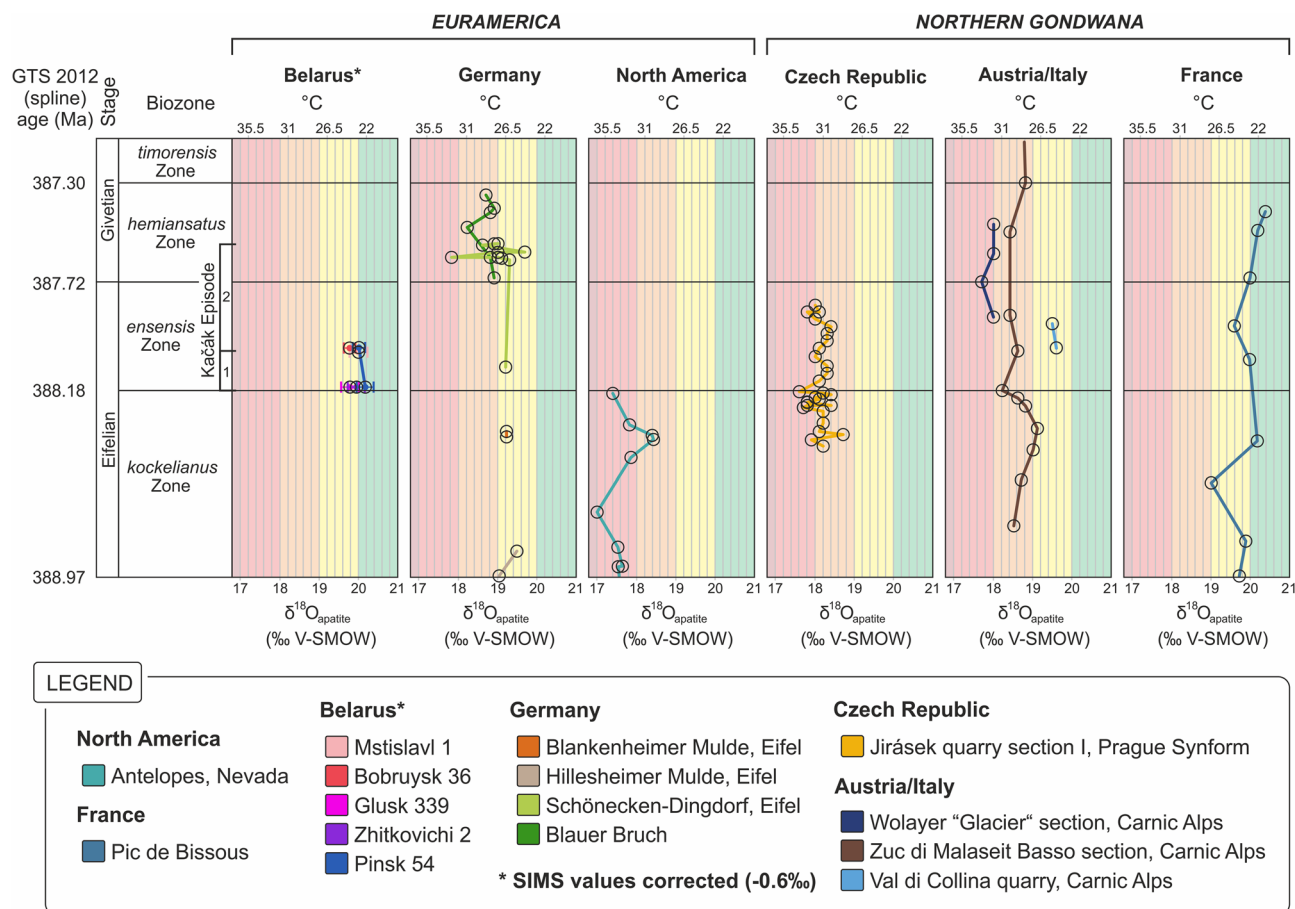 EURAMERICA NORTHERN GONDWANA
GTS 2012
(spline)
age (Ma)
Stage
Biozone
Belarus* Germany North America Czech Republic Austria/Italy France
°C °C °C °C °C °C
35.5 31 26.5 22 35.5 31 26.5 22 35.5 31 26.5 22 35.5 31 26.5 22 35.5 31 26.5 22 35.5 31 26.5 22
timorensis
Zone
387.30
Givetian
hemiansatus
Zone
387.72
Kačák Episode
2
ensensis
Zone
1
388.18
Eifelian
kockelianus
Zone
388.97
17 18 19 20 21 17 18 19 20 21 17 18 19 20 21 17 18 19 20 21 17 18 19 20 21 17 18 19 20 21
δ¹⁸Oapatite δ¹⁸Oapatite δ¹⁸Oapatite δ¹⁸Oapatite δ¹⁸Oapatite δ¹⁸Oapatite
(‰ V-SMOW) (‰ V-SMOW) (‰ V-SMOW) (‰ V-SMOW) (‰ V-SMOW) (‰ V-SMOW)
LEGEND
North America
Antelopes, Nevada
France
Pic de Bissous
Belarus*
Mstislavl 1
Bobruysk 36
Glusk 339
Zhitkovichi 2
Pinsk 54
Germany
Blankenheimer Mulde, Eifel
Hillesheimer Mulde, Eifel
Schönecken-Dingdorf, Eifel
Blauer Bruch
* SIMS values corrected (-0.6‰)
Czech Republic
Jirásek quarry section I, Prague Synform
Austria/Italy
Wolayer “Glacier“ section, Carnic Alps
Zuc di Malaseit Basso section, Carnic Alps
Val di Collina quarry, Carnic Alps